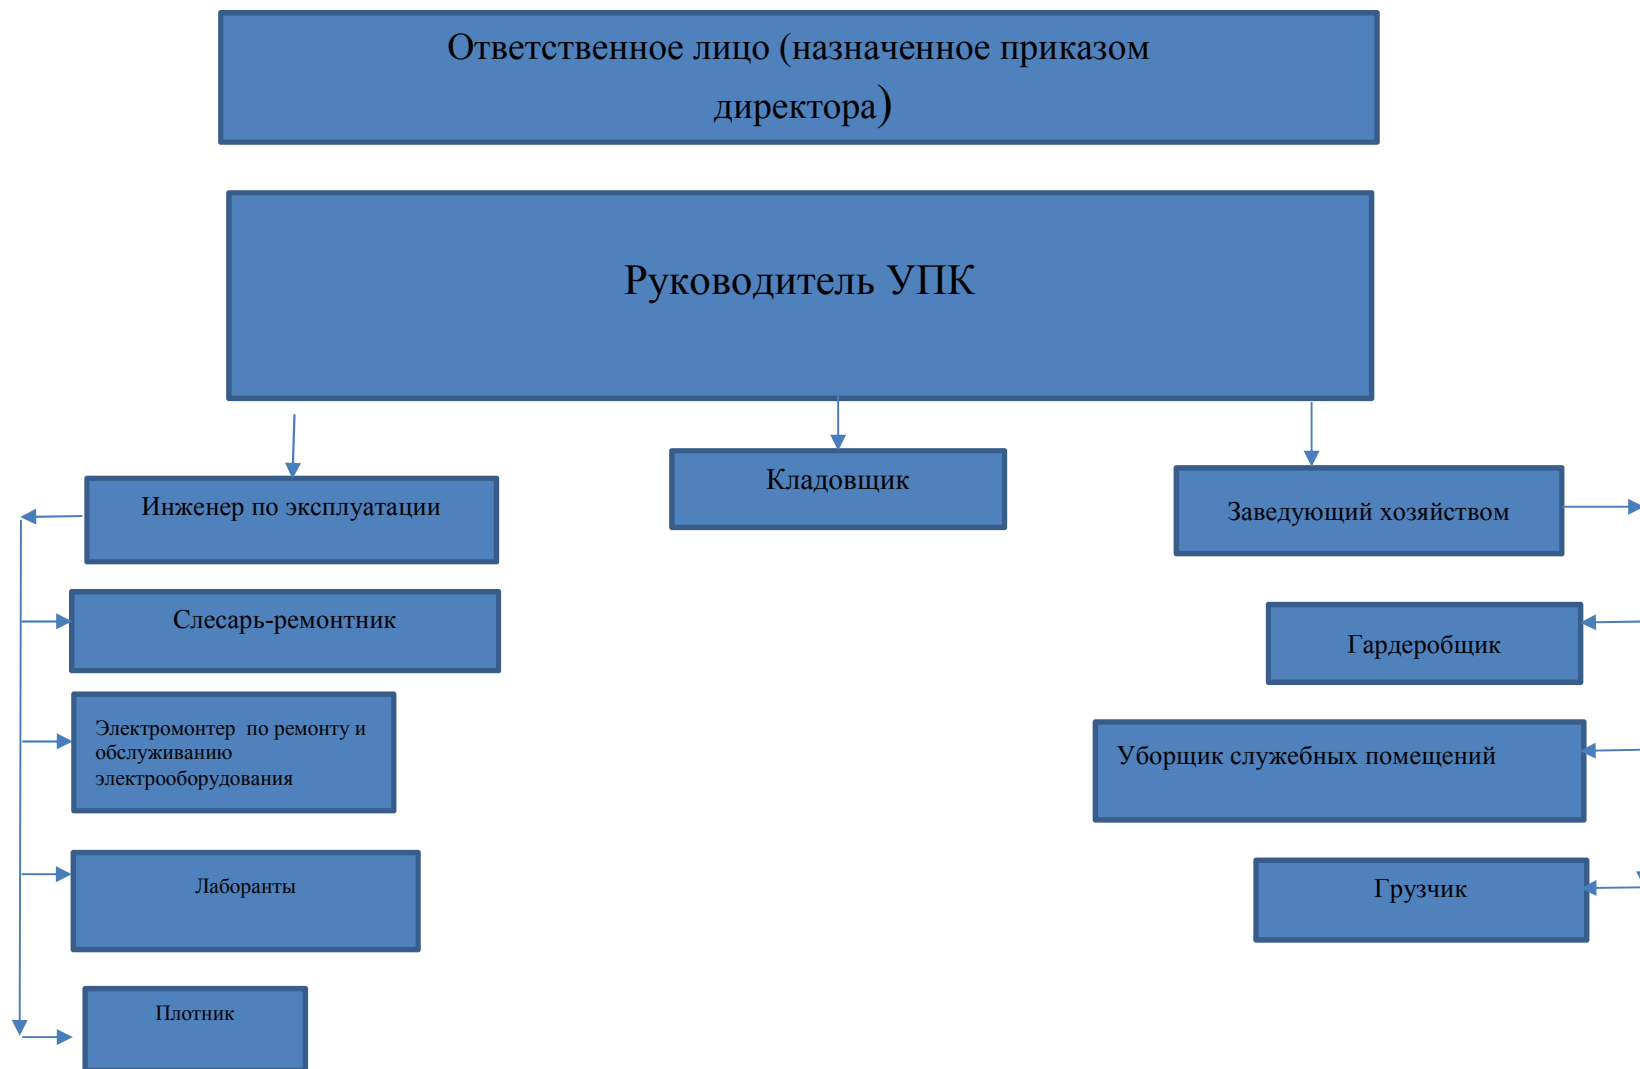 Ответственное лицо (назначенное приказом
директора)
Руководитель УПК
Кладовщик
Инженер по эксплуатации
Заведующий хозяйством
Слесарь-ремонтник
Гардеробщик
Электромонтер  по ремонту и
обслуживанию
электрооборудования
Уборщик служебных помещений
Лаборанты
Грузчик
Плотник